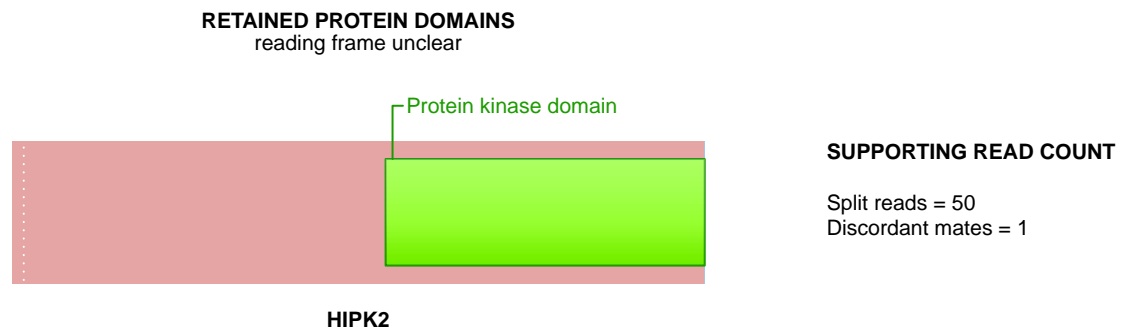 RETAINED PROTEIN DOMAINS
reading frame unclear
Protein kinase domain
SUPPORTING READ COUNT
Split reads = 50
Discordant mates = 1
HIPK2